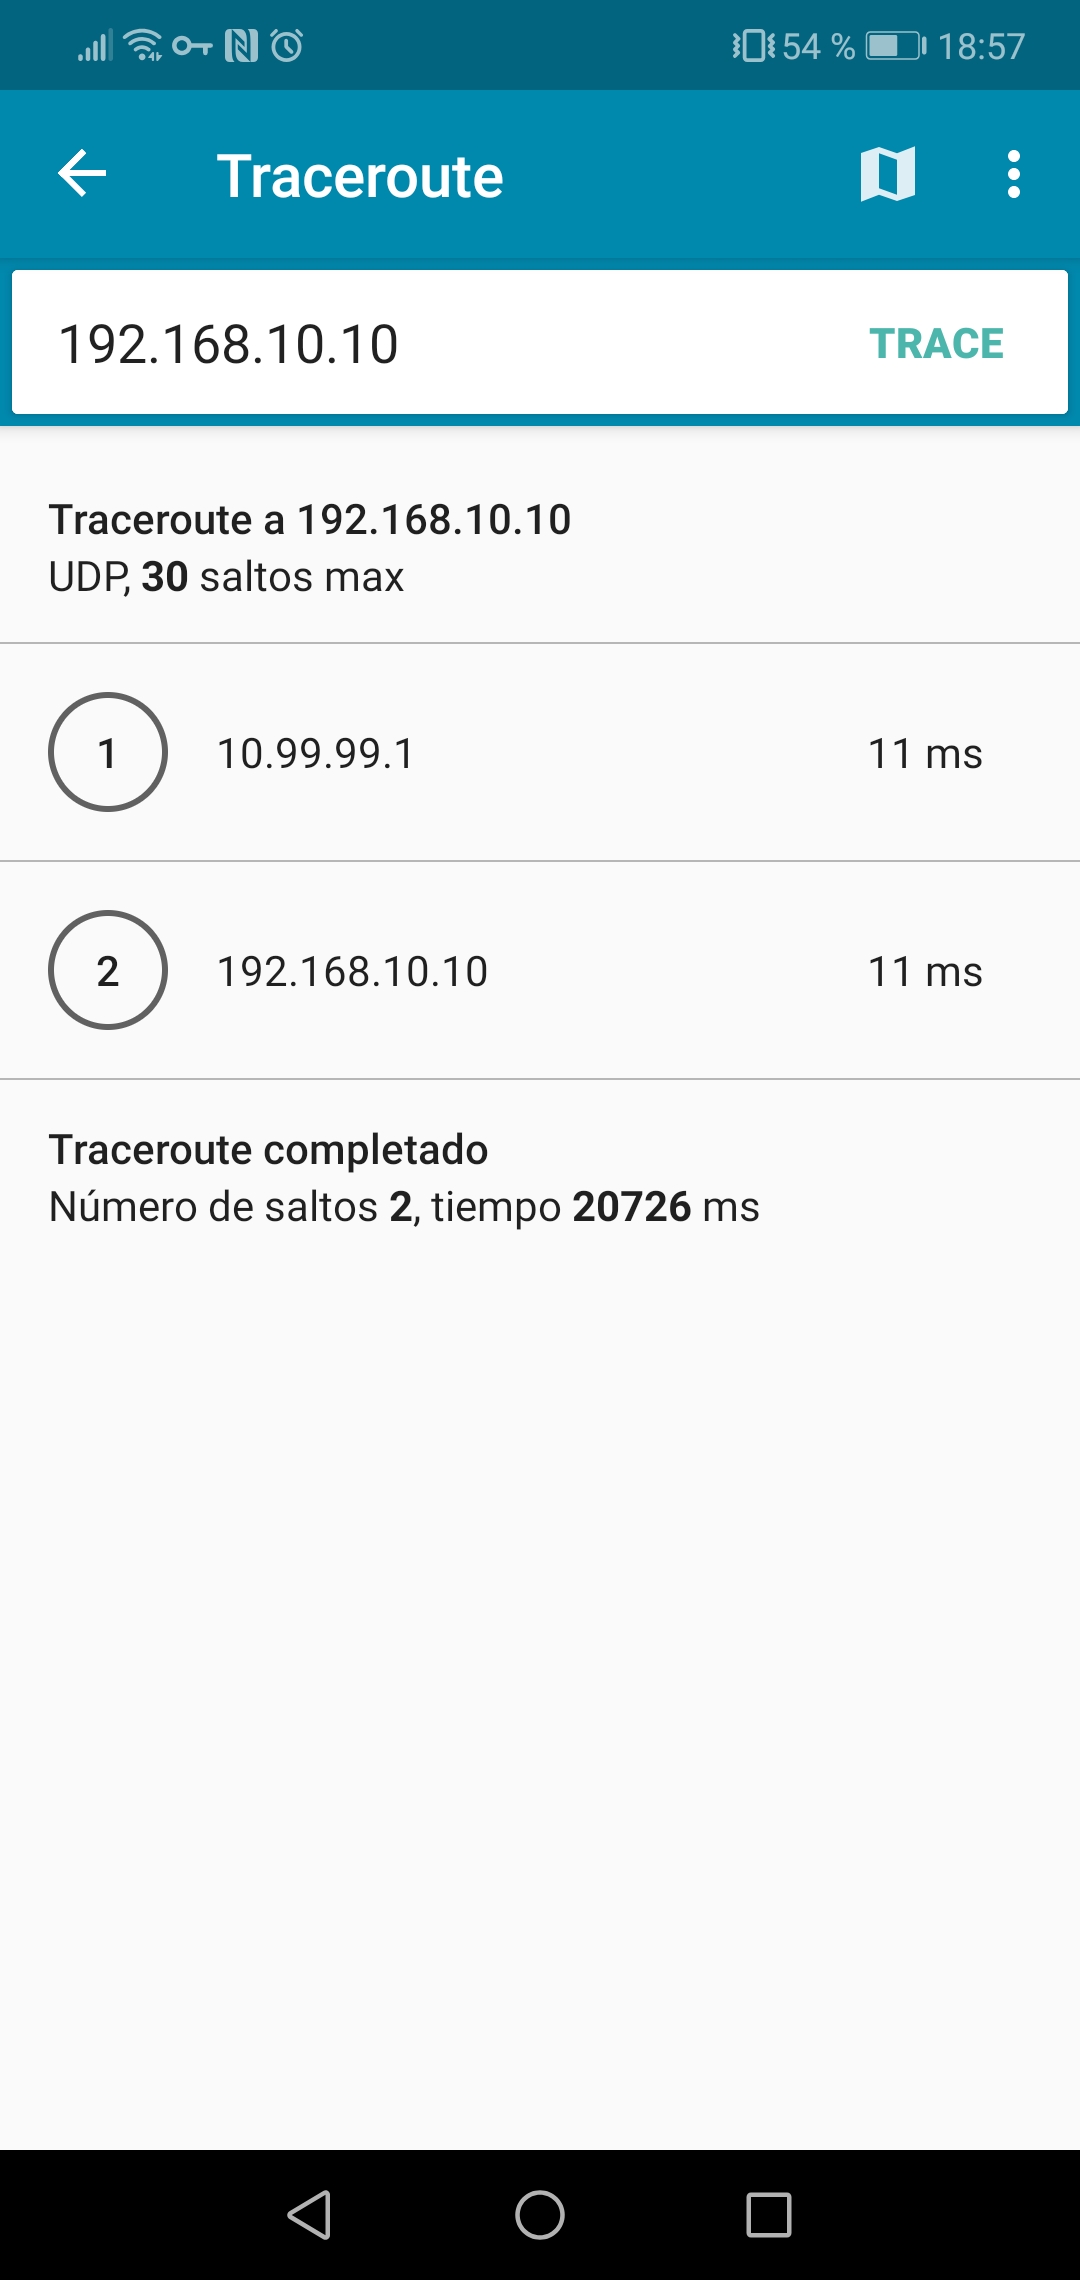 54 % 18:57
Traceroute
192.168.10.10 TRACE
Traceroute a 192.168.10.10
UDP, 30 saltos max
1 10.99.99.1 11 ms
2 192.168.10.10 11 ms
Traceroute completado
Número de saltos 2, tiempo 20726 ms